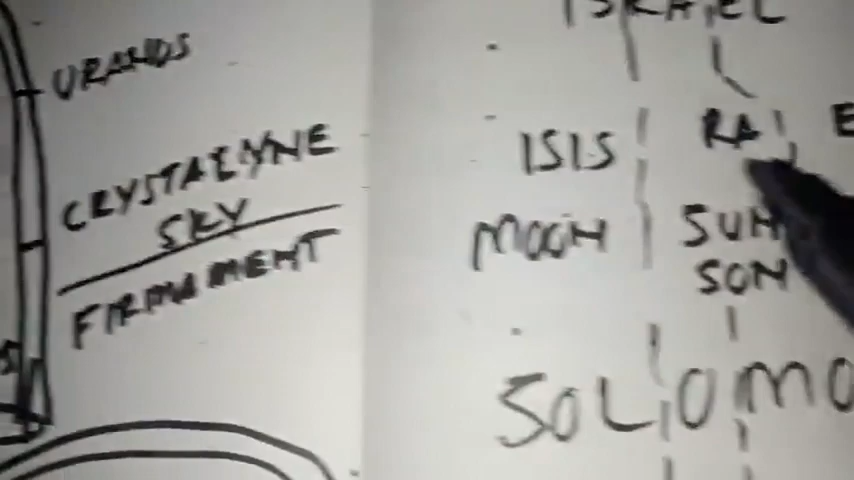 URANUS
CRYSTALYNE
SKY
FIRMAMENT
ISRAEL
ISIS RA E
MOON SUN
SON
SOLOMO